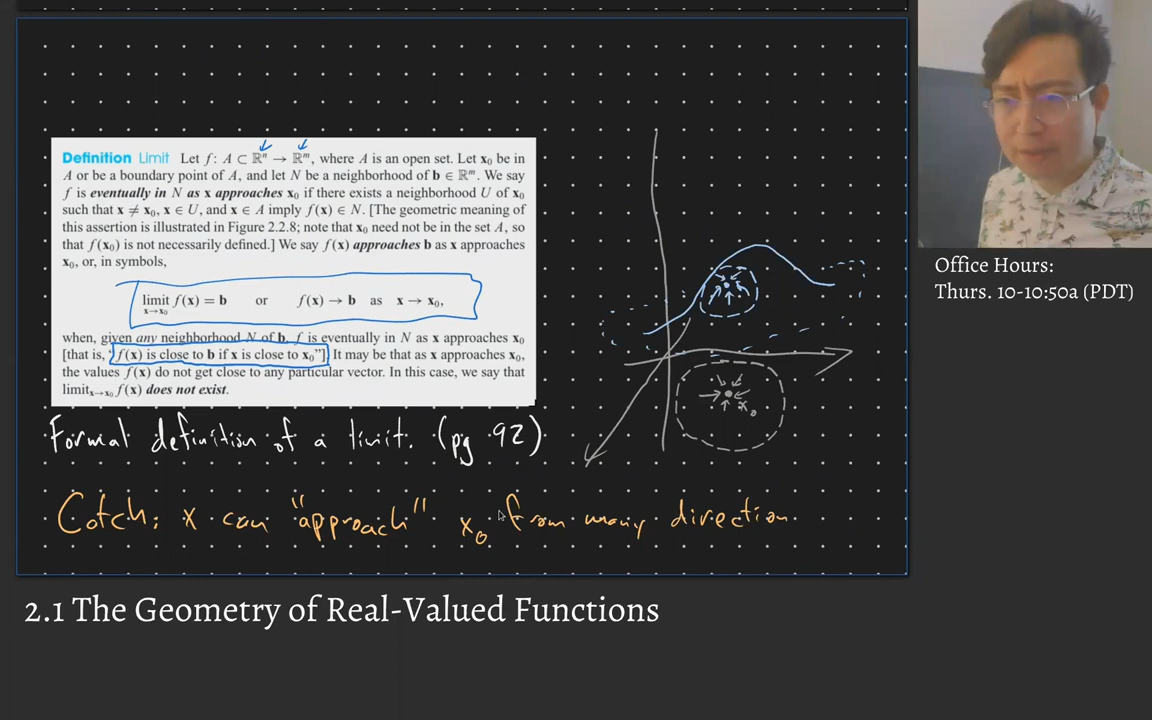 Definition Limit Let f: A ⊂ ℝⁿ → ℝᵐ, where A is an open set. Let x₀ be in
A or be a boundary point of A, and let N be a neighborhood of b ∈ ℝᵐ. We say
f is eventually in N as x approaches x₀ if there exists a neighborhood U of x₀
such that x ≠ x₀, x ∈ U, and x ∈ A imply f(x) ∈ N. [The geometric meaning of
this assertion is illustrated in Figure 2.2.8; note that x₀ need not be in the set A, so
that f(x₀) is not necessarily defined.] We say f(x) approaches b as x approaches
x₀, or, in symbols,
limit f(x) = b or f(x) → b as x → x₀,
x→x₀
when, given any neighborhood N of b, f is eventually in N as x approaches x₀
[that is, "f(x) is close to b if x is close to x₀"]. It may be that as x approaches x₀,
the values f(x) do not get close to any particular vector. In this case, we say that
limitₓ→ₓ₀ f(x) does not exist.
Formal definition of a limit. (pg 92)
x₀
Catch: x can "approach" x₀ from many direction
2.1 The Geometry of Real-Valued Functions
Office Hours:
Thurs. 10-10:50a (PDT)